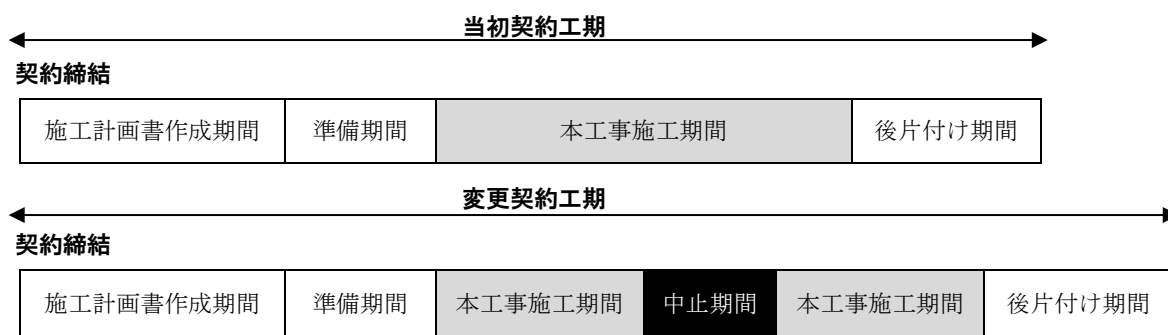 当初契約工期
契約締結
施工計画書作成期間 準備期間 本工事施工期間 後片付け期間
変更契約工期
契約締結
施工計画書作成期間 準備期間 本工事施工期間 中止期間 本工事施工期間 後片付け期間